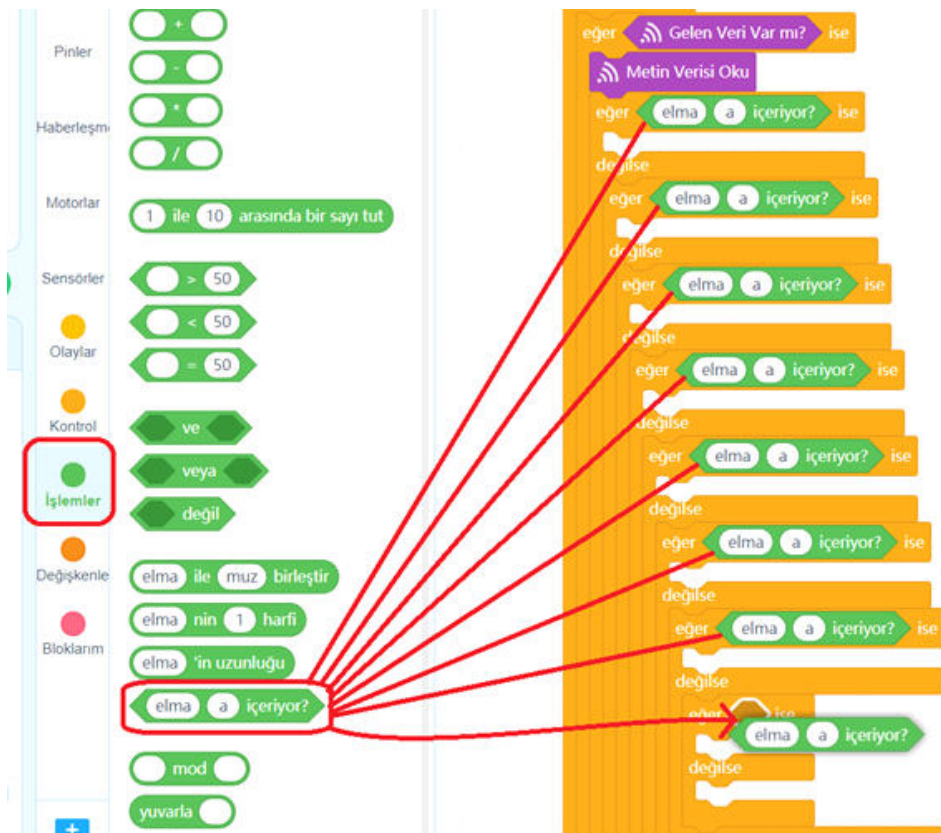 Pinler
Haberleşm
Motorlar
Sensörler
Olaylar
Kontrol
İşlemler
Değişkenle
Bloklarım
+
-
*
/
1 ile 10 arasında bir sayı tut
> 50
< 50
= 50
ve
veya
değil
elma ile muz birleştir
elma nin 1 harfi
elma 'in uzunluğu
elma a içeriyor?
mod
yuvarla
eğer Gelen Veri Var mı? ise
Metin Verisi Oku
eğer elma a içeriyor? ise
değilse
eğer elma a içeriyor? ise
değilse
eğer elma a içeriyor? ise
değilse
eğer elma a içeriyor? ise
değilse
eğer elma a içeriyor? ise
değilse
eğer elma a içeriyor? ise
değilse
eğer elma a içeriyor? ise
değilse
eğer ise
elma a içeriyor?
değilse